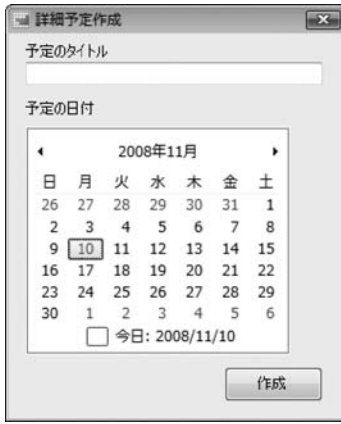 詳細予定作成
予定のタイトル
予定の日付
2008年11月
日 月 火 水 木 金 土
26 27 28 29 30 31 1
2 3 4 5 6 7 8
9 10 11 12 13 14 15
16 17 18 19 20 21 22
23 24 25 26 27 28 29
30 1 2 3 4 5 6
今日: 2008/11/10
作成